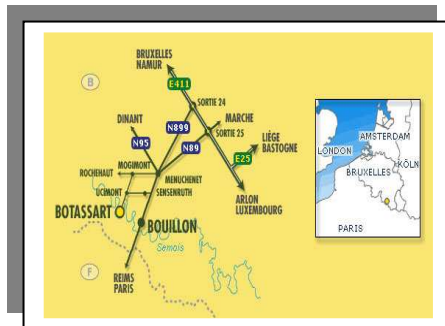 BRUXELLES
NAMUR
B
E411
SORTIE 24
MARCHE
DINANT
N899
SORTIE 25
LIÈGE
BASTOGNE
N95
N89
E25
MOGIMONT
ROCHEHAUT
MENUCHENET
UCIMONT
SENSENRUTH
ARLON
LUXEMBOURG
BOTASSART
BOUILLON
Semois
F
REIMS
PARIS
AMSTERDAM
LONDON
KÖLN
BRUXELLES
PARIS